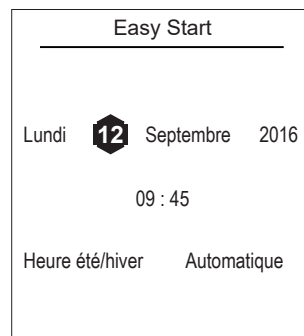 Easy Start
Lundi 12 Septembre 2016
09 : 45
Heure été/hiver Automatique